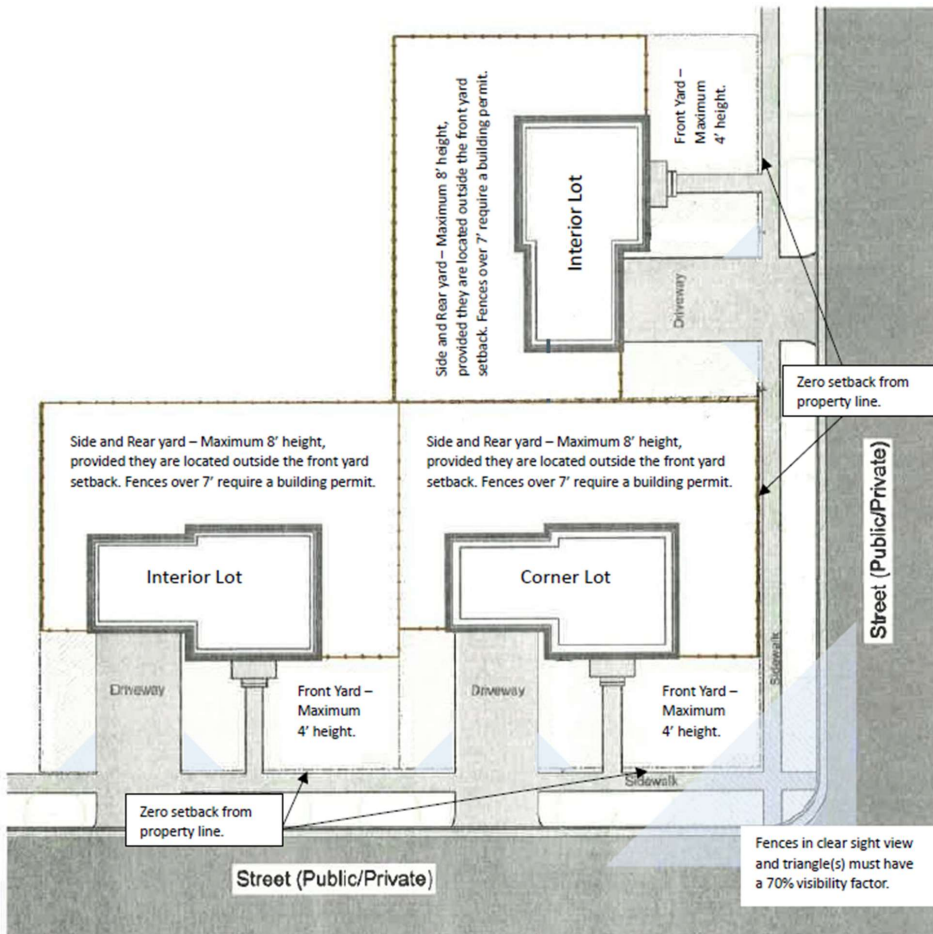 Side and Rear yard – Maximum 8’ height,
provided they are located outside the front yard
setback. Fences over 7’ require a building permit.
Interior Lot
Front Yard –
Maximum
4’ height.
Driveway
Zero setback from
property line.
Side and Rear yard – Maximum 8’ height,
provided they are located outside the front yard
setback. Fences over 7’ require a building permit.
Side and Rear yard – Maximum 8’ height,
provided they are located outside the front yard
setback. Fences over 7’ require a building permit.
Interior Lot
Corner Lot
Street (Public/Private)
Sidewalk
Driveway
Front Yard –
Maximum
4’ height.
Driveway
Front Yard –
Maximum
4’ height.
Sidewalk
Zero setback from
property line.
Street (Public/Private)
Fences in clear sight view
and triangle(s) must have
a 70% visibility factor.